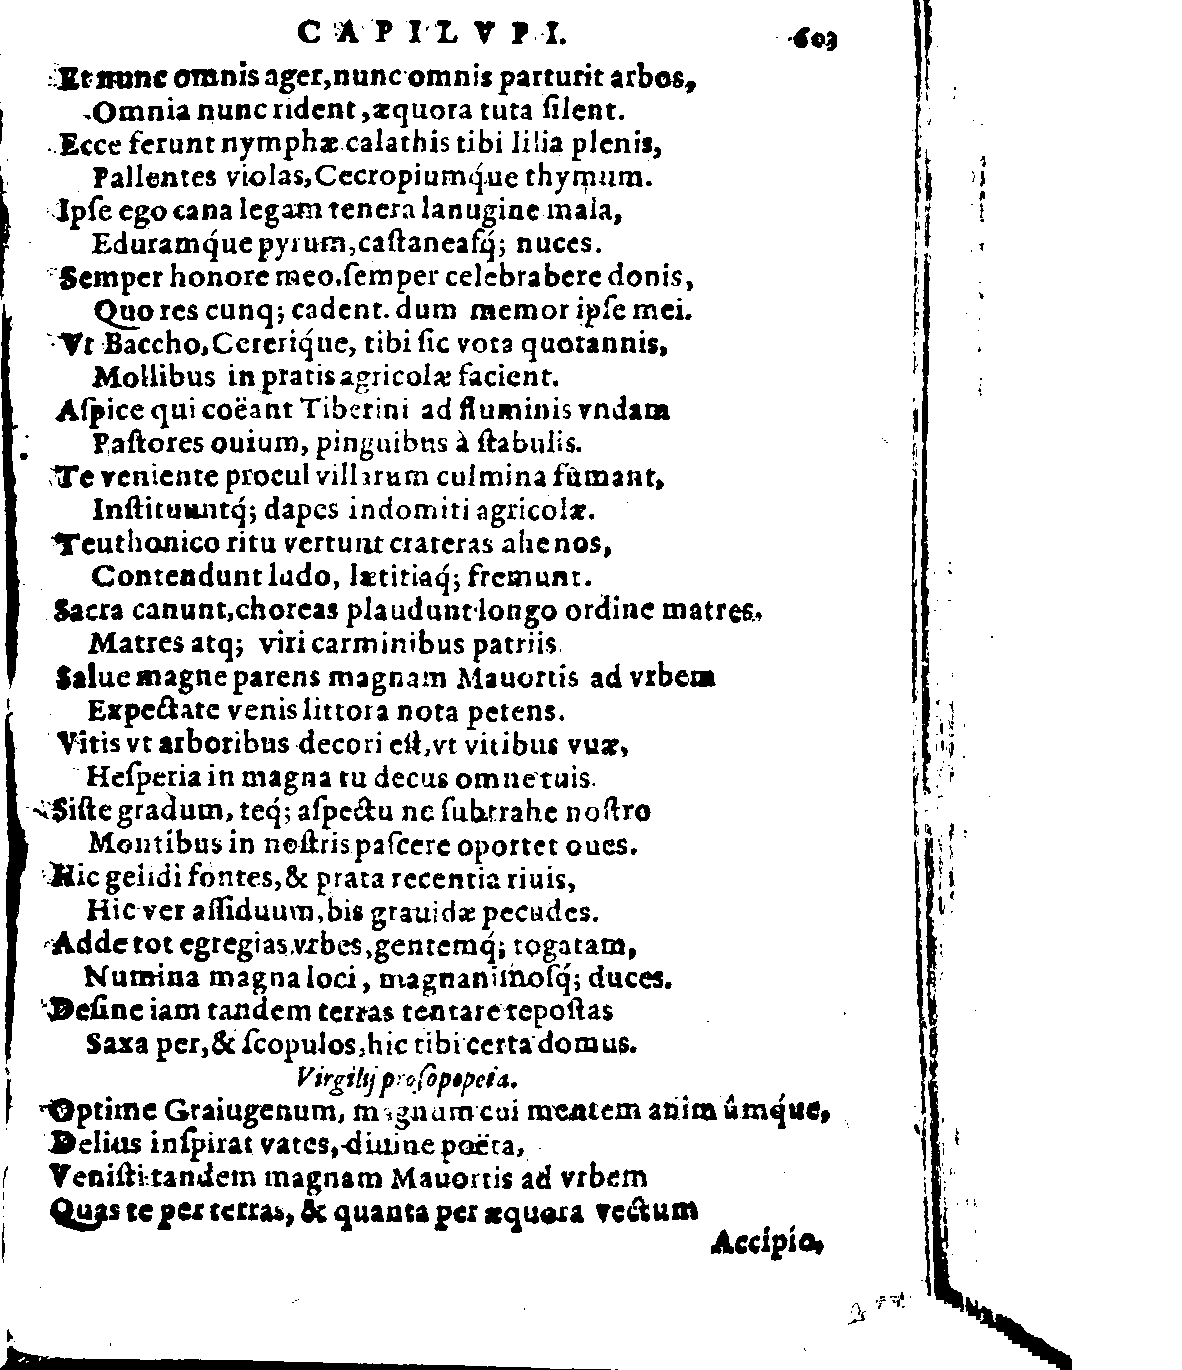 CAPILVPI. 603
Et nunc omnis ager, nunc omnis parturit arbos,
Omnia nunc rident, æquora tuta ſilent.
Ecce ferunt nymphæ calathis tibi lilia plenis,
Pallentes violas, Cecropiumq́ue thymum.
Ipſe ego cana legam tenera lanugine mala,
Eduramq́ue pyrum, caſtaneaſq́; nuces.
Semper honore meo, ſemper celebrabere donis,
Quo res cunq; cadent. dum memor ipſe mei.
Vt Baccho, Cereriq́ue, tibi ſic vota quotannis,
Mollibus in pratis agricolæ facient.
Aſpice qui coëant Tiberini ad fluminis vndam
Paſtores ouium, pinguibus à ſtabulis.
Te veniente procul villarum culmina fumant,
Inſtituuntq́; dapes indomiti agricolæ.
Teuthonico ritu vertunt crateras ahenos,
Contendunt ludo, lætitiaq́; fremunt.
Sacra canunt, choreas plaudunt longo ordine matres,
Matres atq; viri carminibus patriis.
Salue magne parens magnam Mauortis ad vrbem
Expectate venis littora nota petens.
Vitis vt arboribus decori eſt, vt vitibus vuæ,
Heſperia in magna tu decus omne tuis.
Siſte gradum, teq́; aſpectu ne ſubtrahe noſtro
Montibus in noſtris paſcere oportet oues.
Hic gelidi fontes, & prata recentia riuis,
Hic ver aſſiduum, bis grauidæ pecudes.
Adde tot egregias vrbes, gentemq́; togatam,
Numina magna loci, magnanimoſq́; duces.
Deſine iam tandem terras tentare repoſtas
Saxa per, & ſcopulos, hic tibi certa domus.
Virgilij proſopopeia.
Optime Graiugenum, magnum cui mentem animûmq́ue,
Delius inſpirat vates, diuine poëta,
Veniſti tandem magnam Mauortis ad vrbem
Quas te per terras, & quanta per æquora vectum
Accipio,